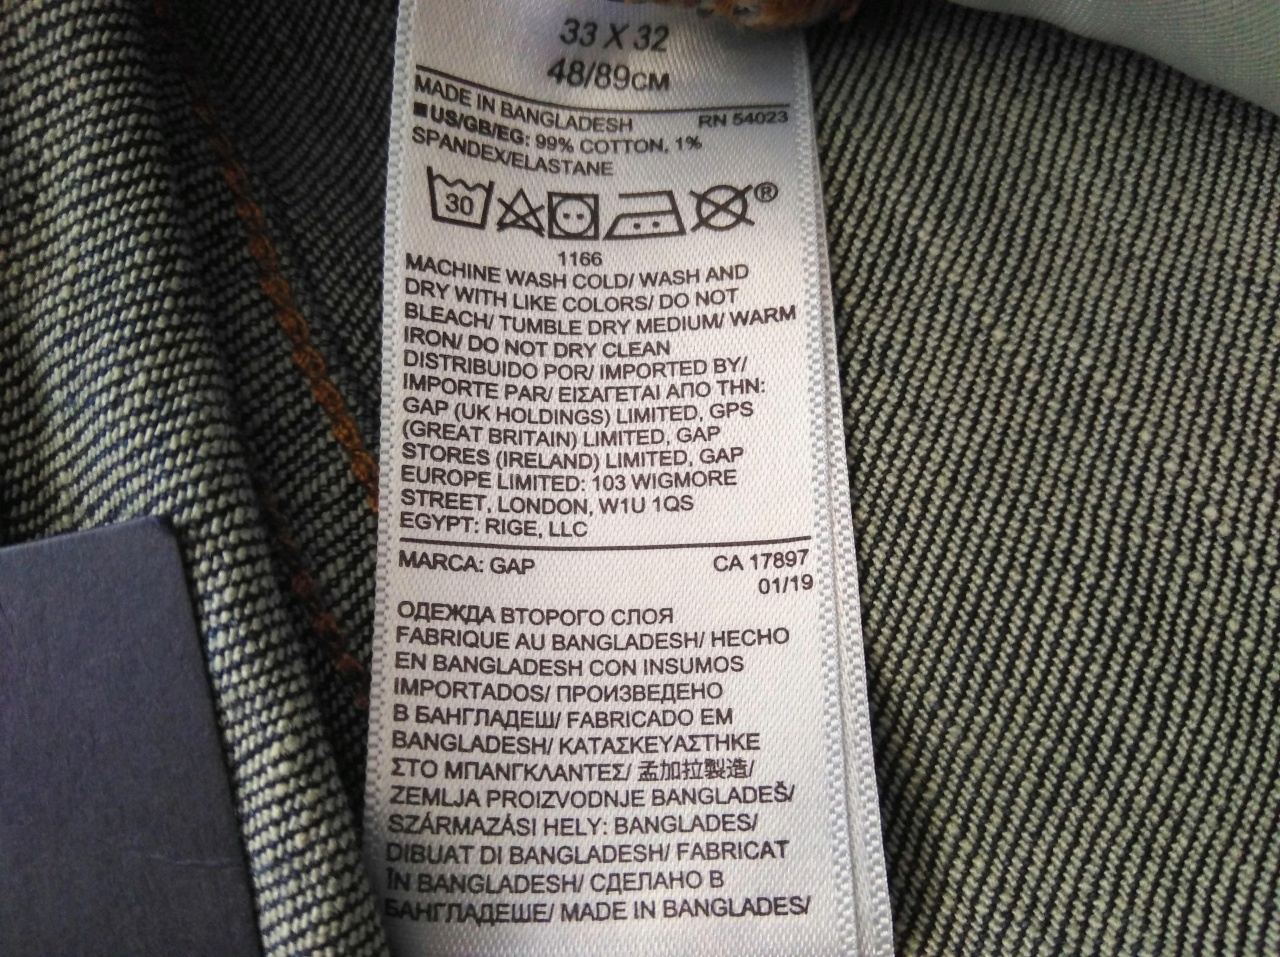 33 X 32
48/89CM
MADE IN BANGLADESH RN 54023
■US/GB/EG: 99% COTTON, 1%
SPANDEX/ELASTANE
30 ®
1166
MACHINE WASH COLD/ WASH AND
DRY WITH LIKE COLORS/ DO NOT
BLEACH/ TUMBLE DRY MEDIUM/ WARM
IRON/ DO NOT DRY CLEAN
DISTRIBUIDO POR/ IMPORTED BY/
IMPORTE PAR/ ΕΙΣΑΓΕΤΑΙ ΑΠΟ ΤΗΝ:
GAP (UK HOLDINGS) LIMITED, GPS
(GREAT BRITAIN) LIMITED, GAP
STORES (IRELAND) LIMITED, GAP
EUROPE LIMITED: 103 WIGMORE
STREET, LONDON, W1U 1QS
EGYPT: RIGE, LLC
MARCA: GAP CA 17897
01/19
ОДЕЖДА ВТОРОГО СЛОЯ
FABRIQUE AU BANGLADESH/ HECHO
EN BANGLADESH CON INSUMOS
IMPORTADOS/ ПРОИЗВЕДЕНО
В БАНГЛАДЕШ/ FABRICADO EM
BANGLADESH/ ΚΑΤΑΣΚΕΥΑΣΤΗΚΕ
ΣΤΟ ΜΠΑΝΓΚΛΑΝΤΕΣ/ 孟加拉製造/
ZEMLJA PROIZVODNJE BANGLADEŠ/
SZÁRMAZÁSI HELY: BANGLADES/
DIBUAT DI BANGLADESH/ FABRICAT
ÎN BANGLADESH/ СДЕЛАНО В
БАНГЛАДЕШЕ/ MADE IN BANGLADES/